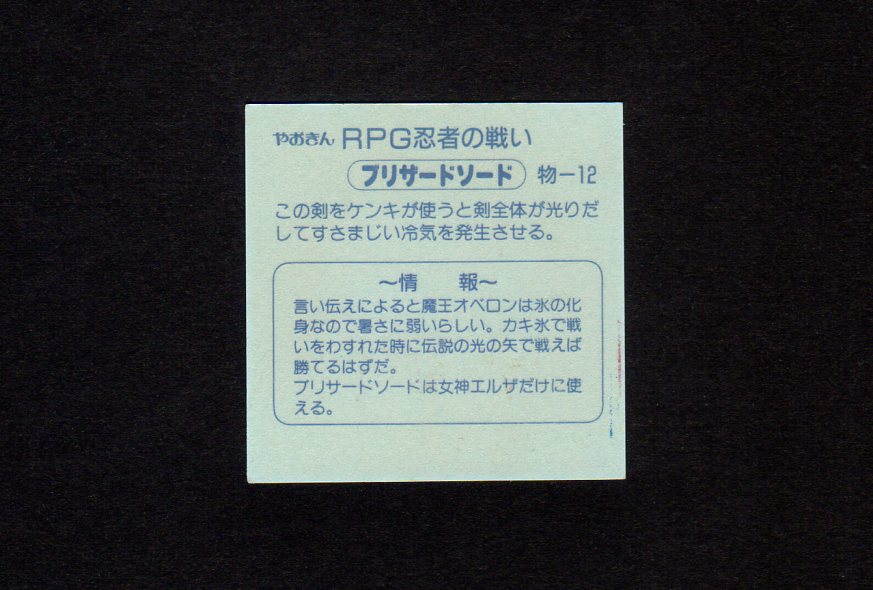 やおきん RPG忍者の戦い
ブリザードソード 物－12
この剣をケンキが使うと剣全体が光りだ
してすさまじい冷気を発生させる。
〜情　報〜
言い伝えによると魔王オベロンは氷の化
身なので暑さに弱いらしい。カキ氷で戦
いをわすれた時に伝説の光の矢で戦えば
勝てるはずだ。
ブリサードソードは女神エルザだけに使
える。